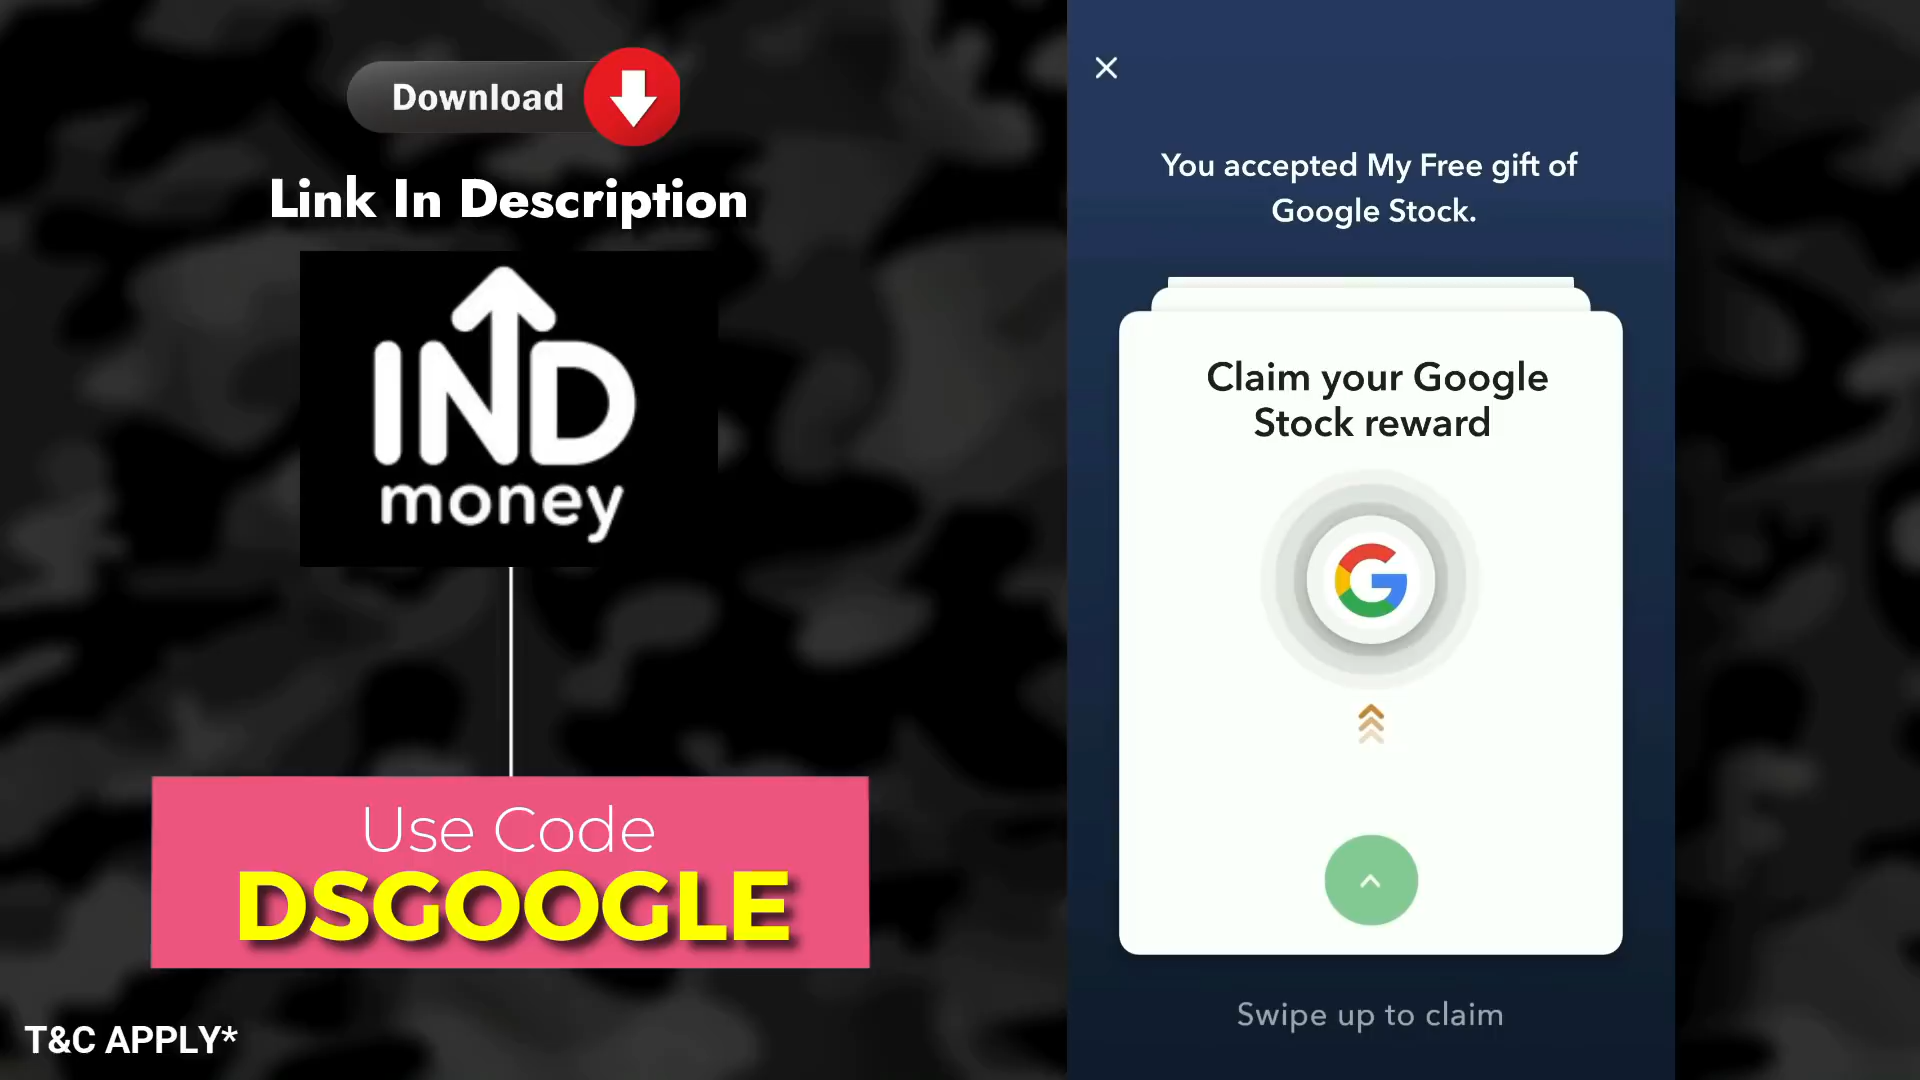 Download
Link In Description
IND
money
Use Code
DSGOOGLE
T&C APPLY*
You accepted My Free gift of
Google Stock.
Claim your Google
Stock reward
G
Swipe up to claim